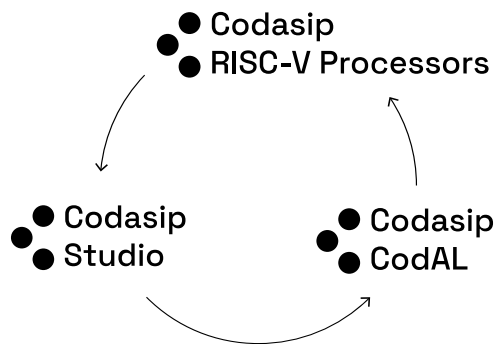 Codasip
RISC-V Processors
Codasip
Studio
Codasip
CodAL